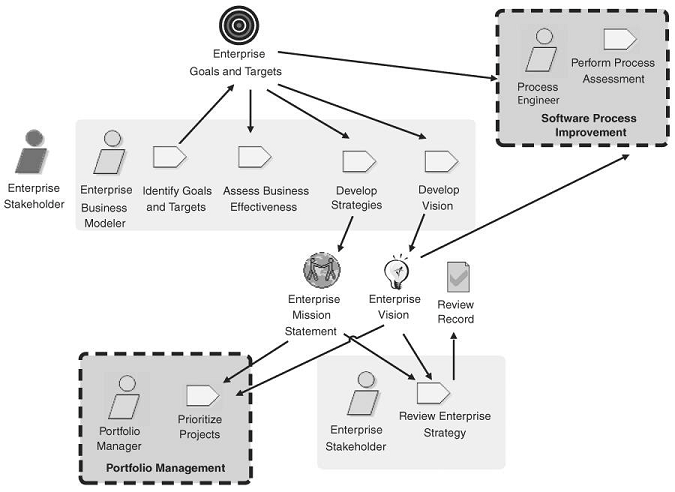 Enterprise
Goals and Targets
Process
Engineer
Perform Process
Assessment
Software Process
Improvement
Enterprise
Stakeholder
Enterprise
Business
Modeler
Identify Goals
and Targets
Assess Business
Effectiveness
Develop
Strategies
Develop
Vision
Enterprise
Mission
Statement
Enterprise
Vision
Review
Record
Portfolio
Manager
Prioritize
Projects
Portfolio Management
Enterprise
Stakeholder
Review Enterprise
Strategy